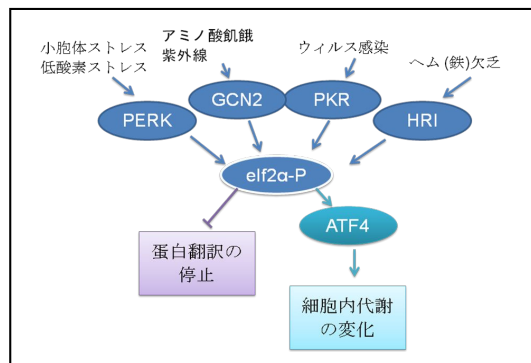 小胞体ストレス
低酸素ストレス
アミノ酸飢餓
紫外線
ウィルス感染
ヘム(鉄)欠乏
PERK
GCN2
PKR
HRI
eIf2α-P
ATF4
蛋白翻訳の
停止
細胞内代謝
の変化